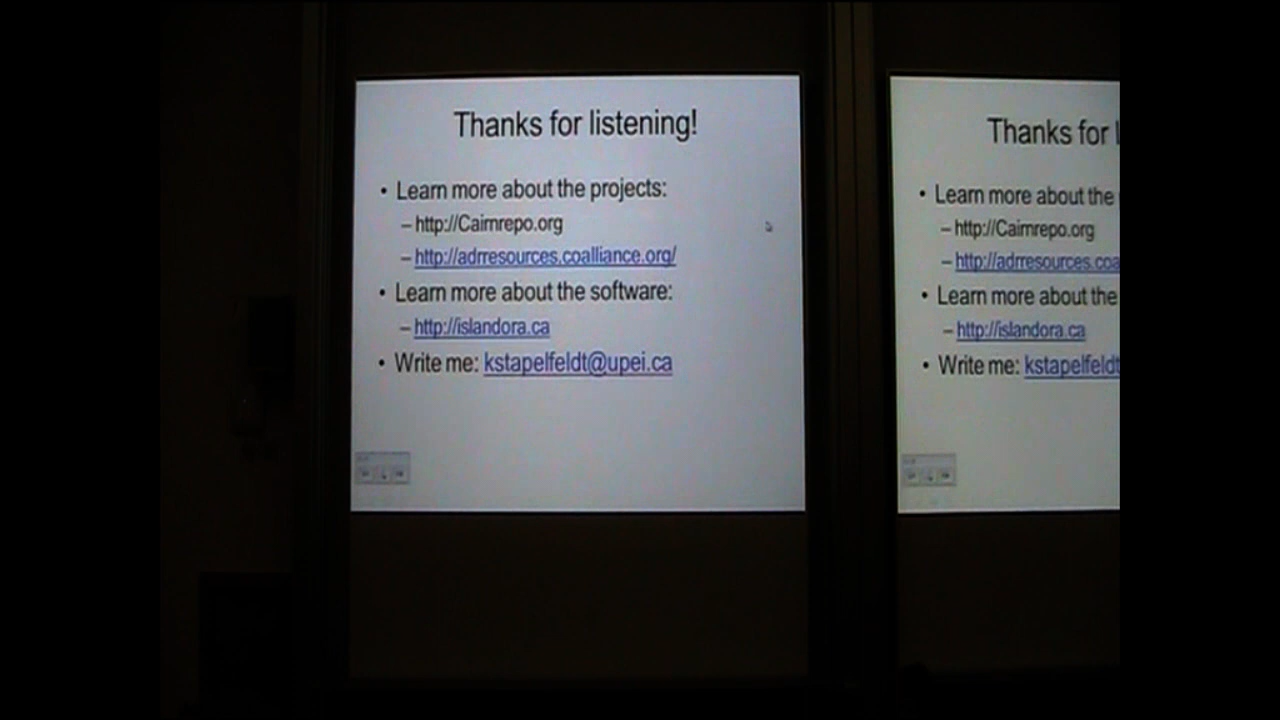 Thanks for listening!
• Learn more about the projects:
– http://Cairnrepo.org
– http://adrresources.coalliance.org/
• Learn more about the software:
– http://islandora.ca
• Write me: kstapelfeldt@upei.ca
Thanks for
• Learn more about the
– http://Cairnrepo.org
– http://adrresources.coa
• Learn more about the
– http://islandora.ca
• Write me: kstapelfeldt